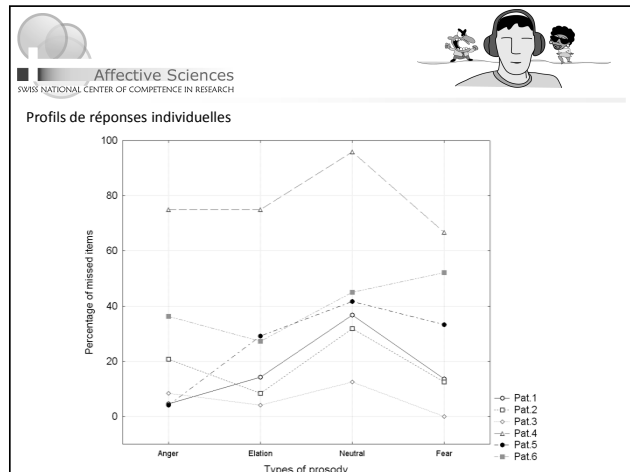 Affective Sciences
SWISS NATIONAL CENTER OF COMPETENCE IN RESEARCH
Profils de réponses individuelles
100
80
60
40
20
0
Percentage of missed items
Anger Elation Neutral Fear
Types of prosody
Pat.1
Pat.2
Pat.3
Pat.4
Pat.5
Pat.6